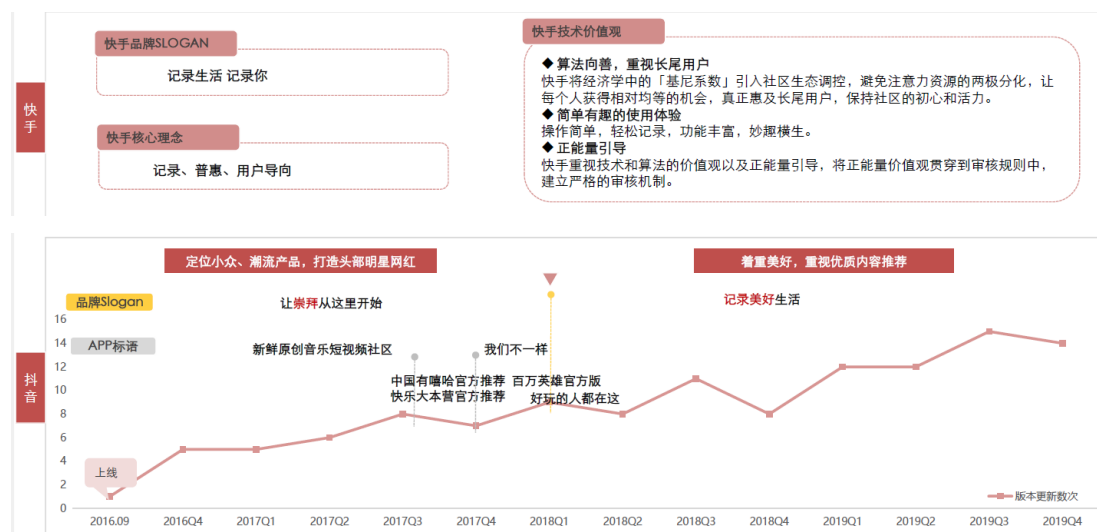 快手
快手品牌SLOGAN
记录生活 记录你
快手核心理念
记录、普惠、用户导向
快手技术价值观
◆ 算法向善，重视长尾用户
快手将经济学中的「基尼系数」引入社区生态调控，避免注意力资源的两极分化，让
每个人获得相对均等的机会，真正惠及长尾用户，保持社区的初心和活力。
◆ 简单有趣的使用体验
操作简单，轻松记录，功能丰富，妙趣横生。
◆ 正能量引导
快手重视技术和算法的价值观以及正能量引导，将正能量价值观贯穿到审核规则中，
建立严格的审核机制。
抖音
定位小众、潮流产品，打造头部明星网红
着重美好，重视优质内容推荐
品牌Slogan
让崇拜从这里开始
记录美好生活
APP标语
新鲜原创音乐短视频社区
我们不一样
中国有嘻哈官方推荐
快乐大本营官方推荐
百万英雄官方版
好玩的人都在这
上线
16
14
12
10
8
6
4
2
0
2016.09
2016Q4
2017Q1
2017Q2
2017Q3
2017Q4
2018Q1
2018Q2
2018Q3
2018Q4
2019Q1
2019Q2
2019Q3
2019Q4
版本更新数次